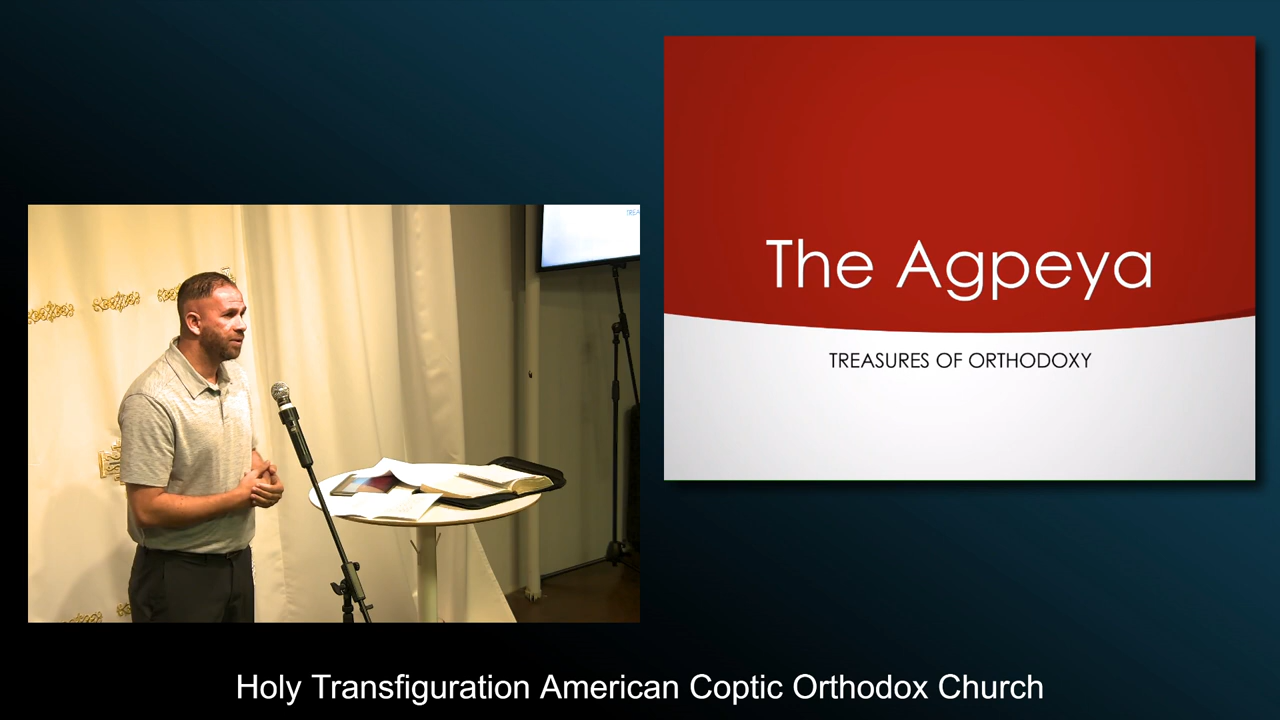 The Agpeya
TREASURES OF ORTHODOXY
Holy Transfiguration American Coptic Orthodox Church